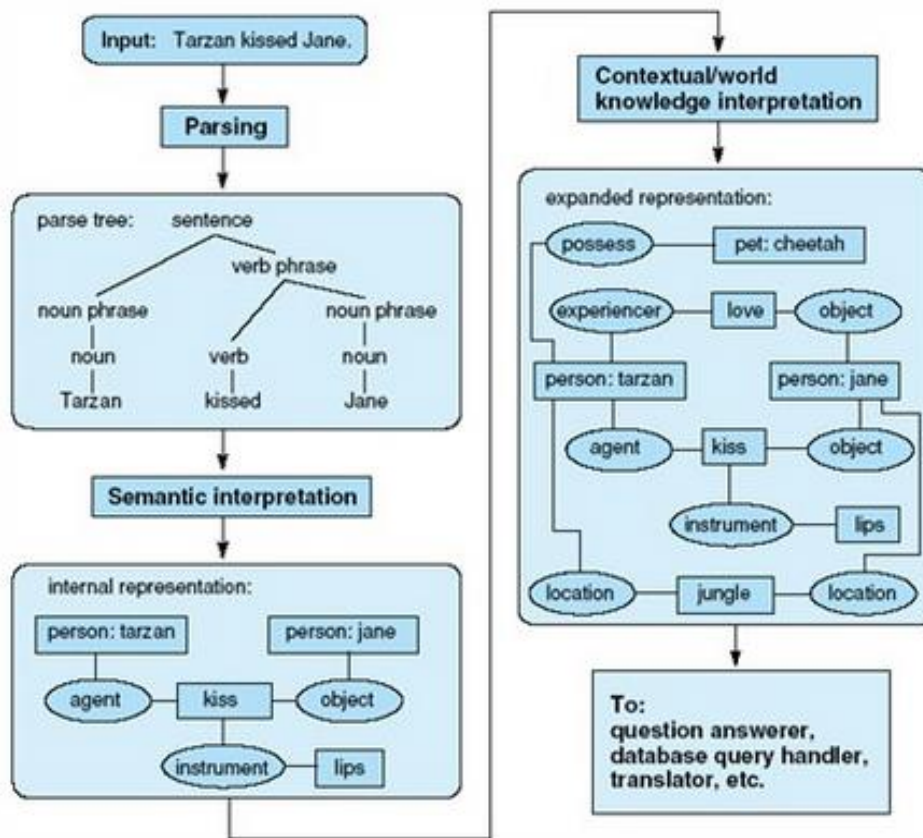 Input: Tarzan kissed Jane.
Parsing
parse tree: sentence
verb phrase
noun phrase noun phrase
noun verb noun
Tarzan kissed Jane
Semantic interpretation
internal representation:
person: tarzan person: jane
agent kiss object
instrument lips
Contextual/world
knowledge interpretation
expanded representation:
possess pet: cheetah
experiencer love object
person: tarzan person: jane
agent kiss object
instrument lips
location jungle location
To:
question answerer,
database query handler,
translator, etc.